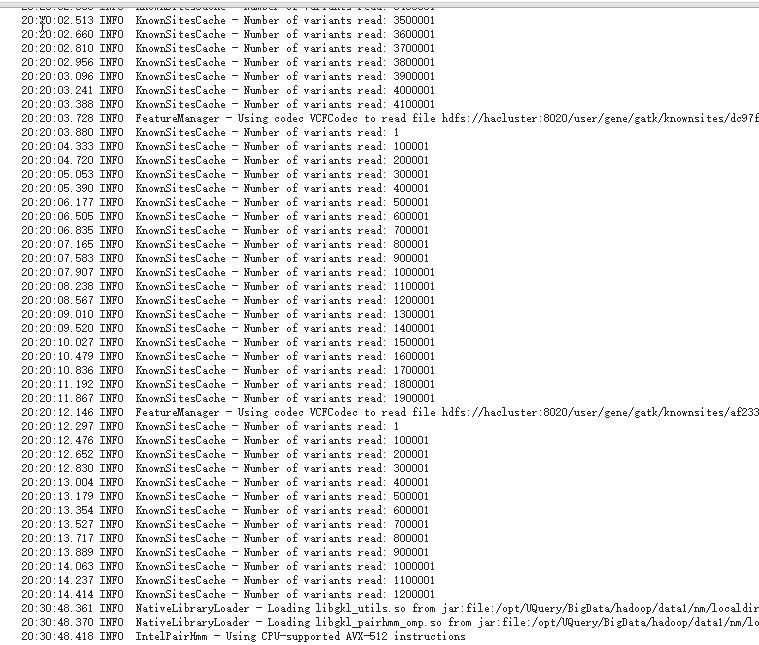 20:20:02.513 INFO KnownSitesCache - Number of variants read: 3500001
20:20:02.660 INFO KnownSitesCache - Number of variants read: 3600001
20:20:02.810 INFO KnownSitesCache - Number of variants read: 3700001
20:20:02.956 INFO KnownSitesCache - Number of variants read: 3800001
20:20:03.096 INFO KnownSitesCache - Number of variants read: 3900001
20:20:03.241 INFO KnownSitesCache - Number of variants read: 4000001
20:20:03.388 INFO KnownSitesCache - Number of variants read: 4100001
20:20:03.728 INFO FeatureManager - Using codec VCFCodec to read file hdfs://hacluster:8020/user/gene/gatk/knownsites/dc97f
20:20:03.880 INFO KnownSitesCache - Number of variants read: 1
20:20:04.333 INFO KnownSitesCache - Number of variants read: 100001
20:20:04.720 INFO KnownSitesCache - Number of variants read: 200001
20:20:05.053 INFO KnownSitesCache - Number of variants read: 300001
20:20:05.390 INFO KnownSitesCache - Number of variants read: 400001
20:20:06.177 INFO KnownSitesCache - Number of variants read: 500001
20:20:06.505 INFO KnownSitesCache - Number of variants read: 600001
20:20:06.835 INFO KnownSitesCache - Number of variants read: 700001
20:20:07.165 INFO KnownSitesCache - Number of variants read: 800001
20:20:07.583 INFO KnownSitesCache - Number of variants read: 900001
20:20:07.907 INFO KnownSitesCache - Number of variants read: 1000001
20:20:08.238 INFO KnownSitesCache - Number of variants read: 1100001
20:20:08.567 INFO KnownSitesCache - Number of variants read: 1200001
20:20:09.010 INFO KnownSitesCache - Number of variants read: 1300001
20:20:09.520 INFO KnownSitesCache - Number of variants read: 1400001
20:20:10.027 INFO KnownSitesCache - Number of variants read: 1500001
20:20:10.479 INFO KnownSitesCache - Number of variants read: 1600001
20:20:10.836 INFO KnownSitesCache - Number of variants read: 1700001
20:20:11.192 INFO KnownSitesCache - Number of variants read: 1800001
20:20:11.867 INFO KnownSitesCache - Number of variants read: 1900001
20:20:12.146 INFO FeatureManager - Using codec VCFCodec to read file hdfs://hacluster:8020/user/gene/gatk/knownsites/af233
20:20:12.297 INFO KnownSitesCache - Number of variants read: 1
20:20:12.476 INFO KnownSitesCache - Number of variants read: 100001
20:20:12.652 INFO KnownSitesCache - Number of variants read: 200001
20:20:12.830 INFO KnownSitesCache - Number of variants read: 300001
20:20:13.004 INFO KnownSitesCache - Number of variants read: 400001
20:20:13.179 INFO KnownSitesCache - Number of variants read: 500001
20:20:13.354 INFO KnownSitesCache - Number of variants read: 600001
20:20:13.527 INFO KnownSitesCache - Number of variants read: 700001
20:20:13.717 INFO KnownSitesCache - Number of variants read: 800001
20:20:13.889 INFO KnownSitesCache - Number of variants read: 900001
20:20:14.063 INFO KnownSitesCache - Number of variants read: 1000001
20:20:14.237 INFO KnownSitesCache - Number of variants read: 1100001
20:20:14.414 INFO KnownSitesCache - Number of variants read: 1200001
20:30:48.361 INFO NativeLibraryLoader - Loading libgkl_utils.so from jar:file:/opt/UQuery/BigData/hadoop/data1/nm/localdir
20:30:48.370 INFO NativeLibraryLoader - Loading libgkl_pairhmm_omp.so from jar:file:/opt/UQuery/BigData/hadoop/data1/nm/lo
20:30:48.418 INFO IntelPairHmm - Using CPU-supported AVX-512 instructions